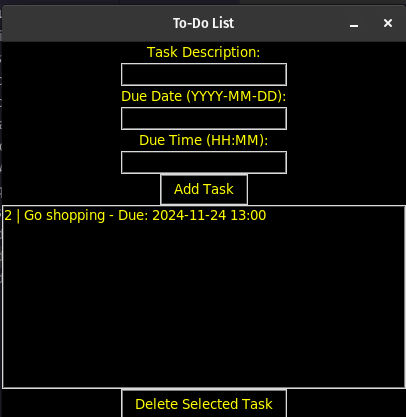 To-Do List
Task Description:
Due Date (YYYY-MM-DD):
Due Time (HH:MM):
Add Task
2 | Go shopping - Due: 2024-11-24 13:00
Delete Selected Task